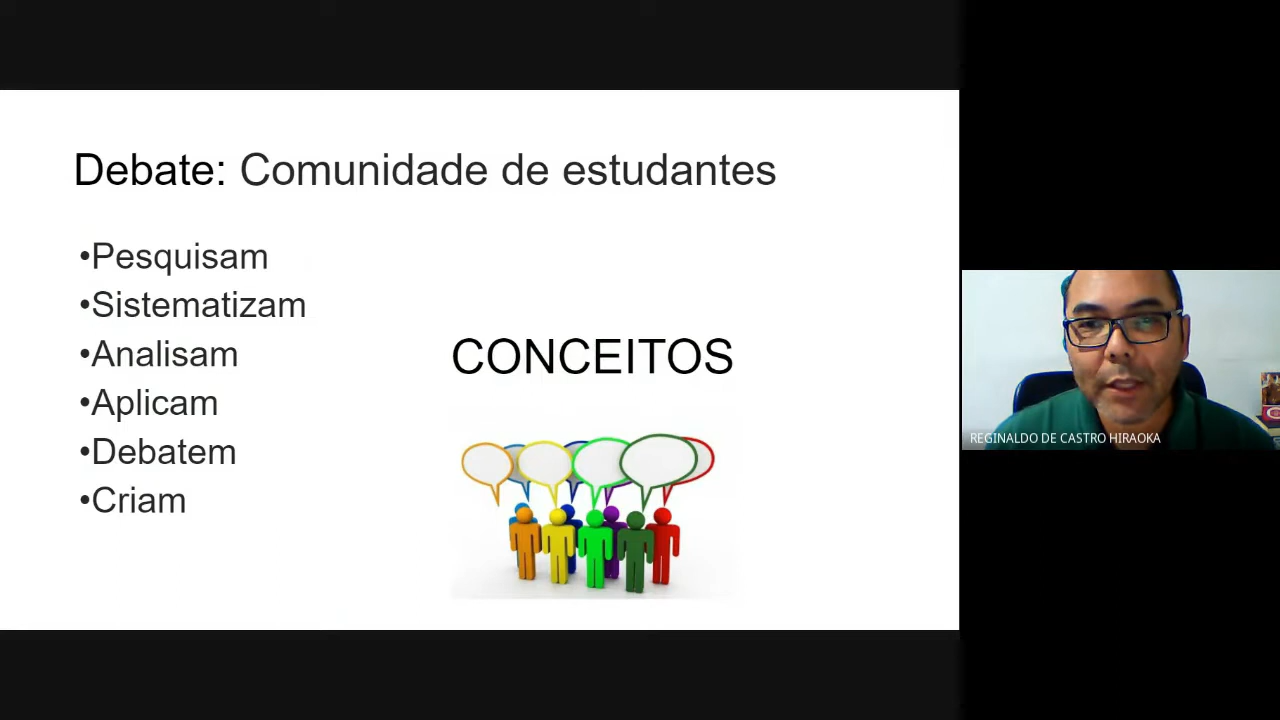 Debate: Comunidade de estudantes
•Pesquisam
•Sistematizam
•Analisam
•Aplicam
•Debatem
•Criam
CONCEITOS
REGINALDO DE CASTRO HIRAOKA